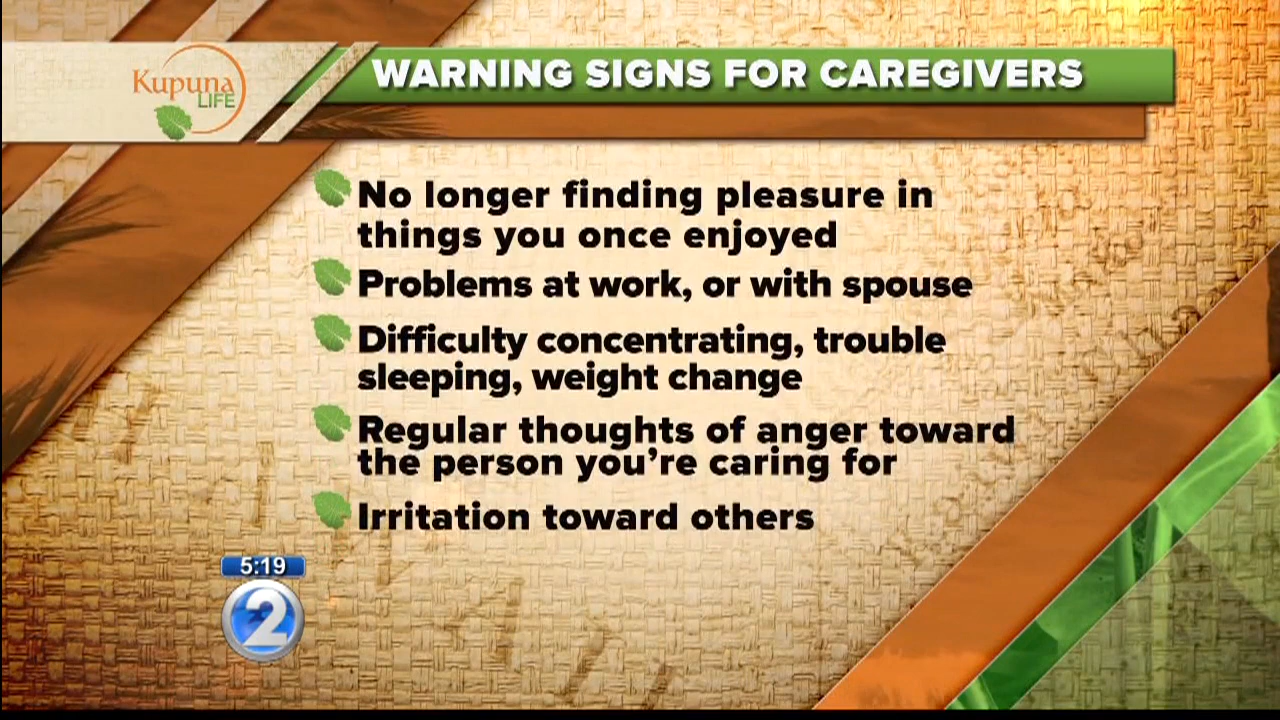 Kupuna
LIFE
WARNING SIGNS FOR CAREGIVERS
No longer finding pleasure in
things you once enjoyed
Problems at work, or with spouse
Difficulty concentrating, trouble
sleeping, weight change
Regular thoughts of anger toward
the person you're caring for
Irritation toward others
5:19
2